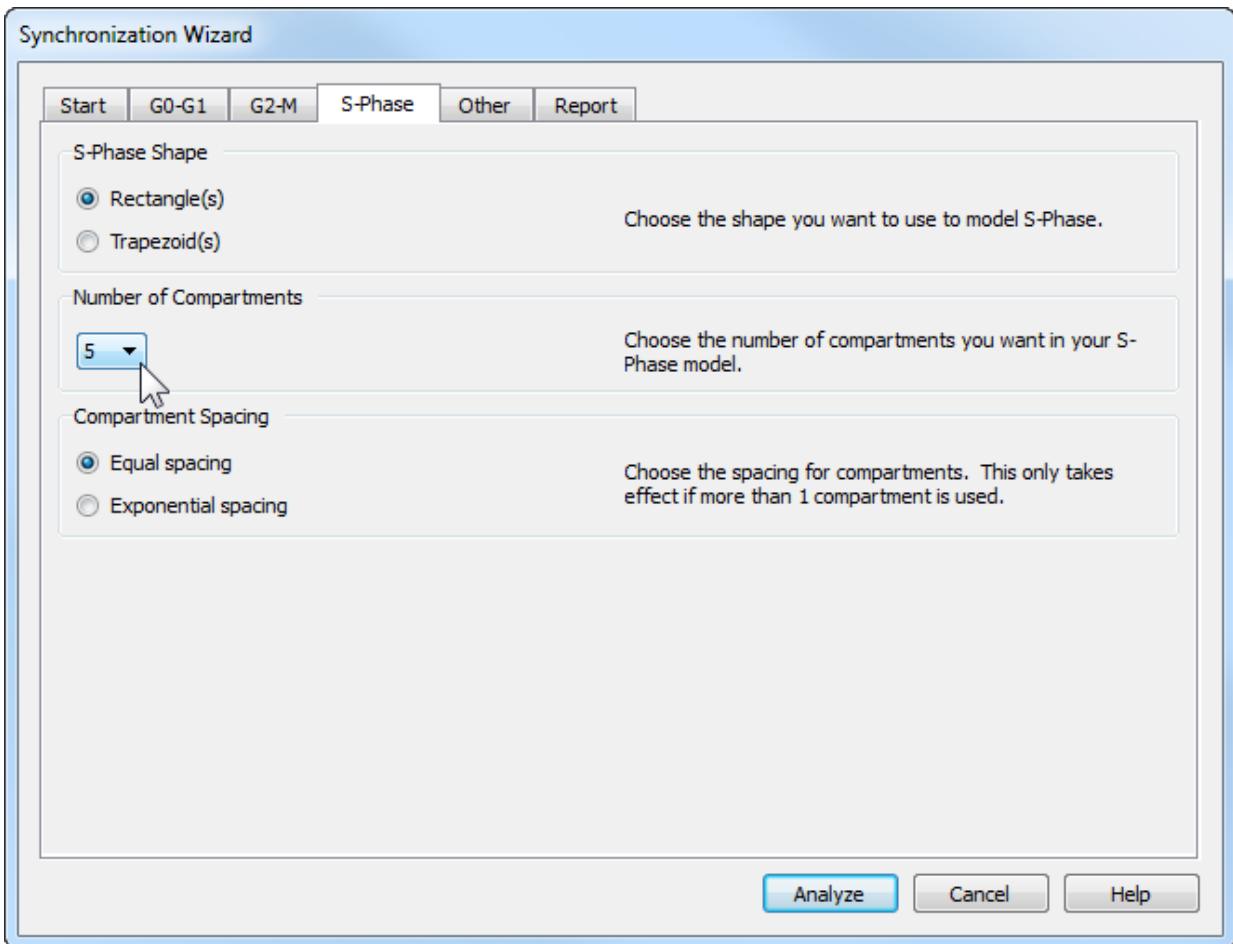 Synchronization Wizard
Start G0-G1 G2-M S-Phase Other Report
S-Phase Shape
Rectangle(s)
Trapezoid(s)
Choose the shape you want to use to model S-Phase.
Number of Compartments
5
Choose the number of compartments you want in your S-
Phase model.
Compartment Spacing
Equal spacing
Exponential spacing
Choose the spacing for compartments. This only takes
effect if more than 1 compartment is used.
Analyze Cancel Help